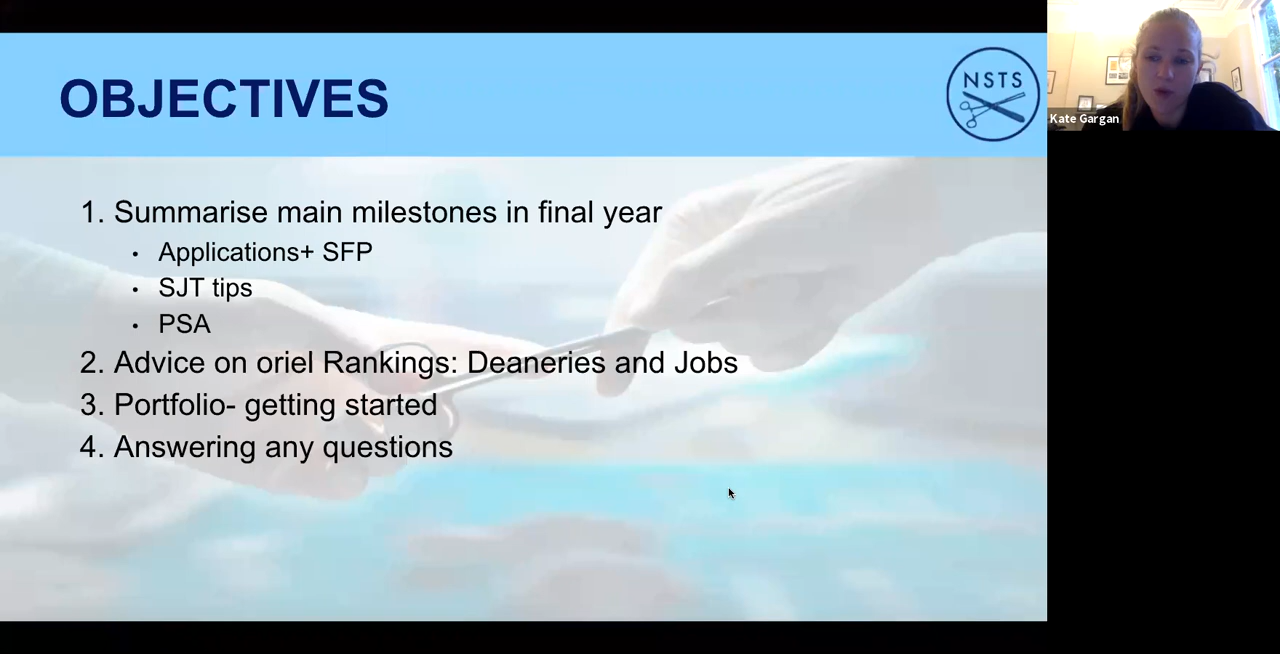 OBJECTIVES
NSTS
Kate Gargan
1. Summarise main milestones in final year
• Applications+ SFP
• SJT tips
• PSA
2. Advice on oriel Rankings: Deaneries and Jobs
3. Portfolio- getting started
4. Answering any questions